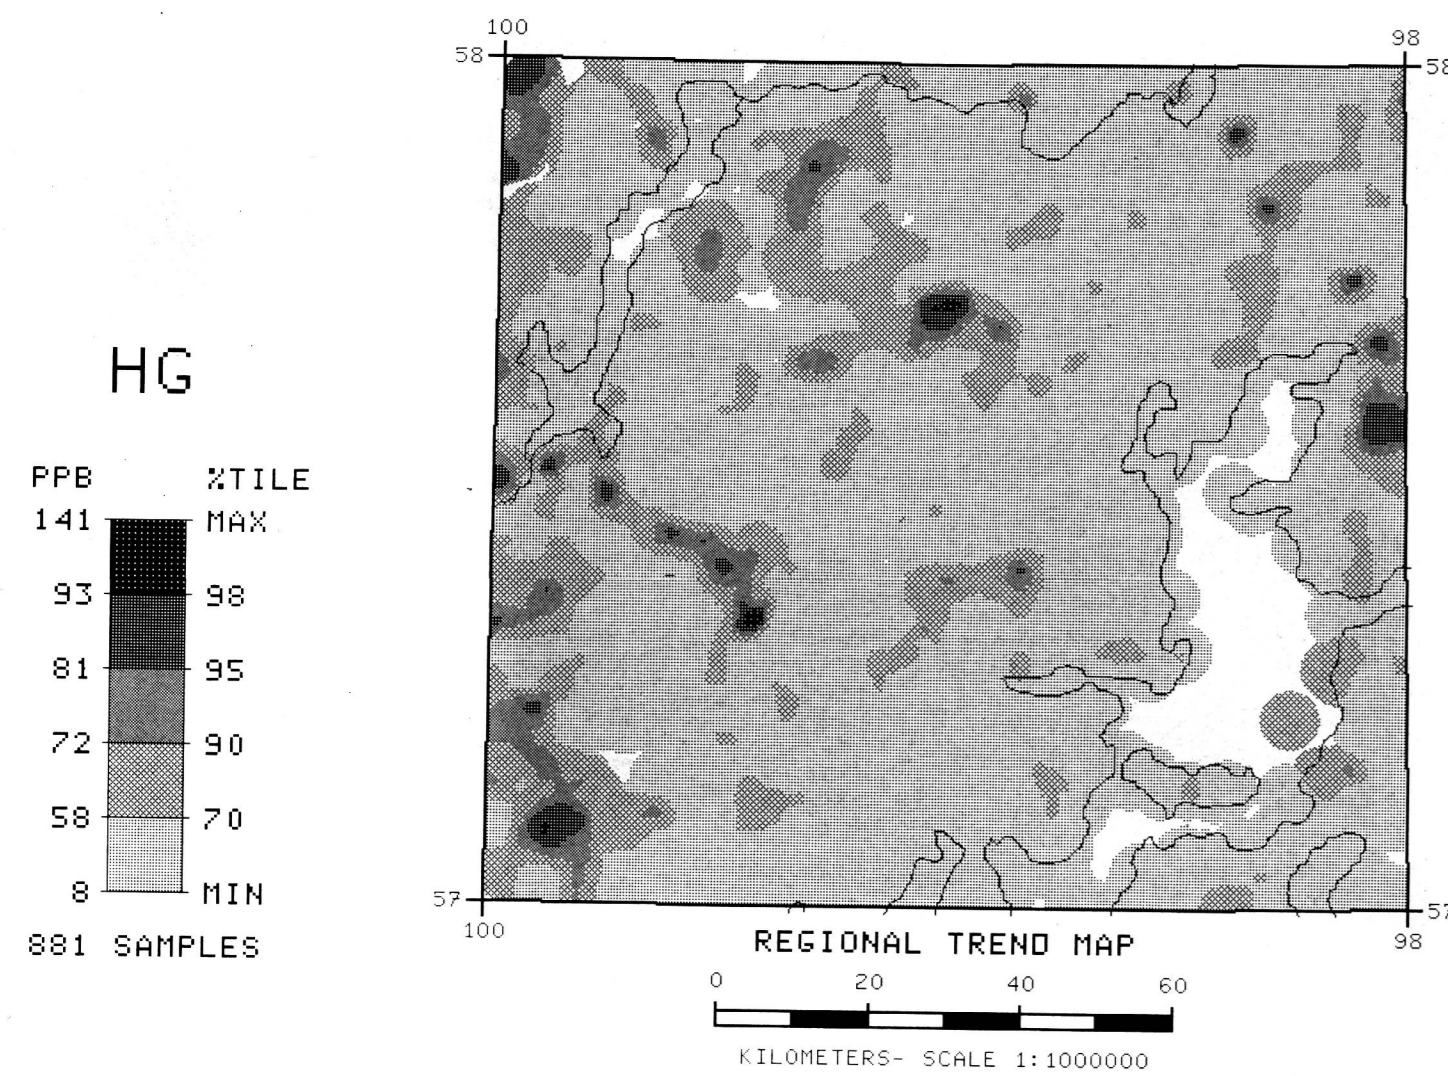 100
98
58
58
HG
PPB %TILE
141 MAX
93 98
81 95
72 90
58 70
8 MIN
881 SAMPLES
57
57
100
98
REGIONAL TREND MAP
0 20 40 60
KILOMETERS- SCALE 1:1000000